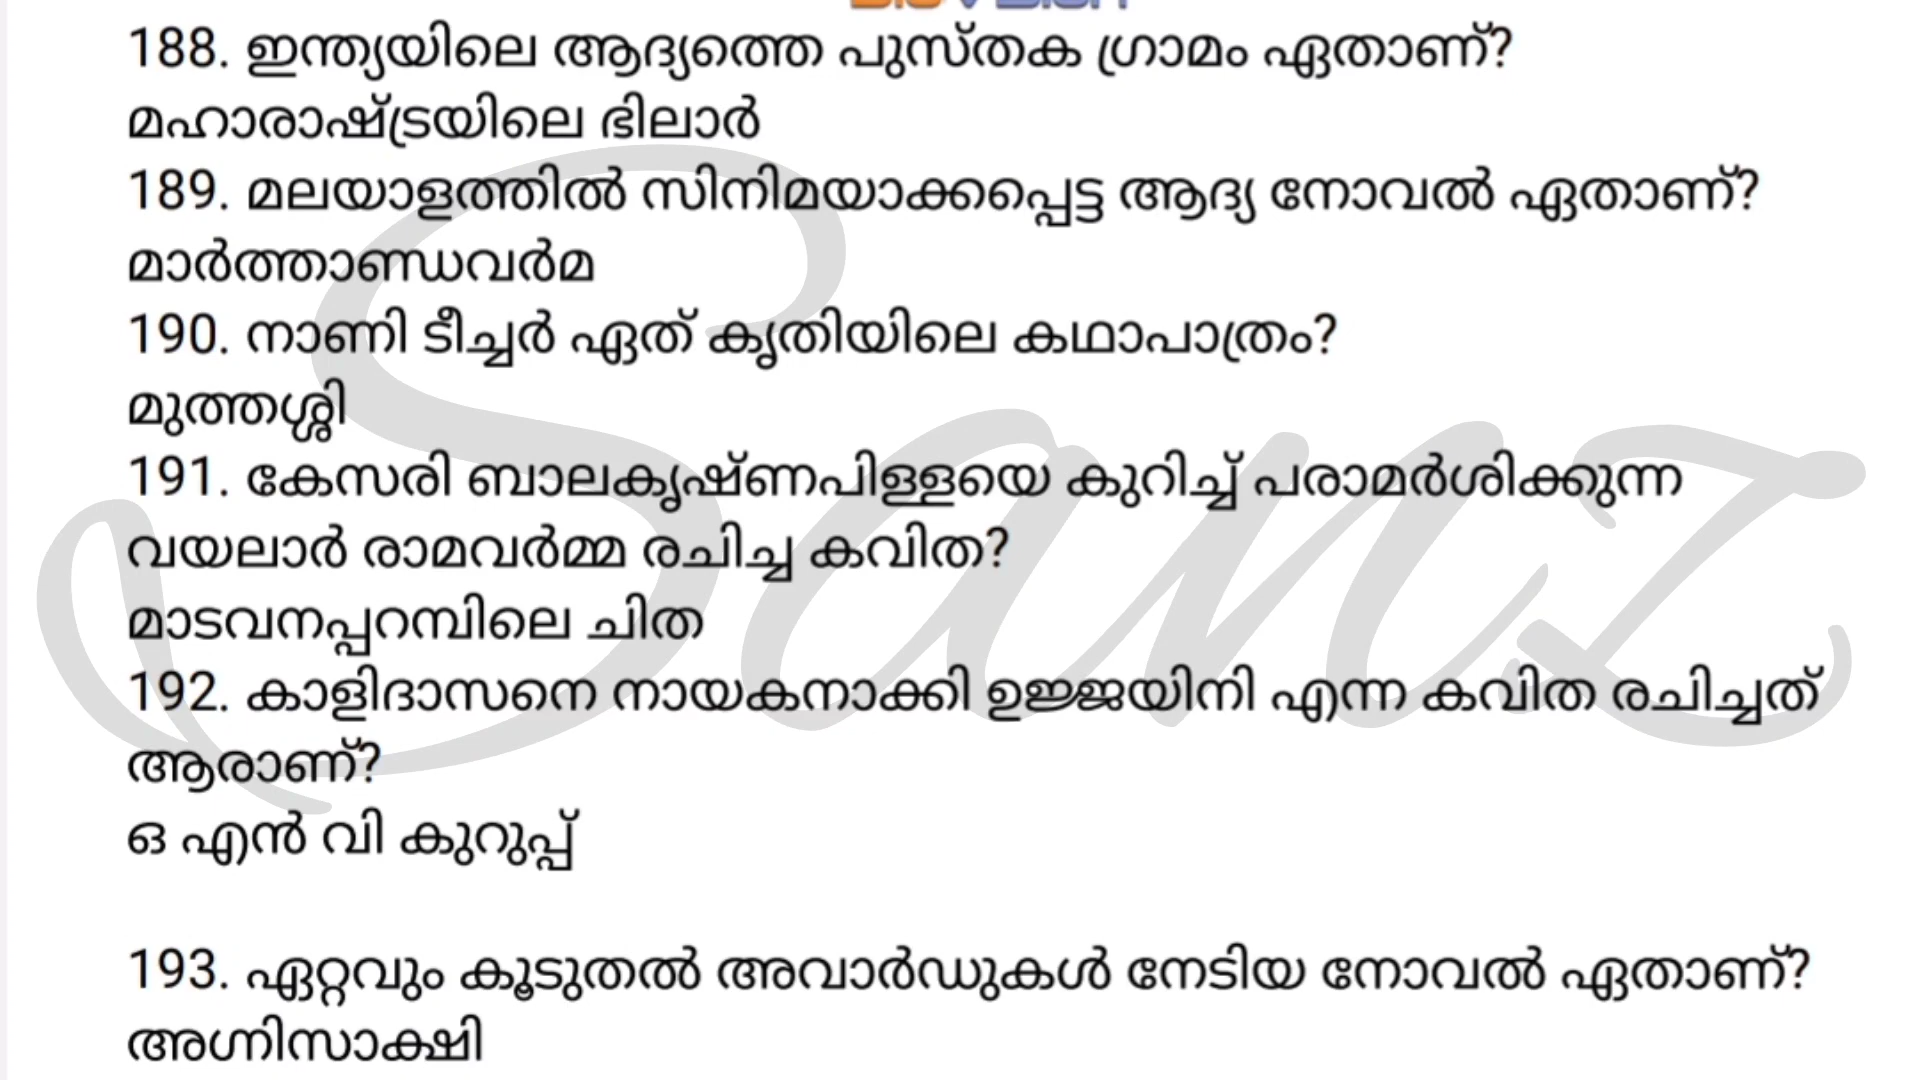 188. ഇന്ത്യയിലെ ആദ്യത്തെ പുസ്തക ഗ്രാമം ഏതാണ്?
മഹാരാഷ്ട്രയിലെ ഭിലാർ
189. മലയാളത്തിൽ സിനിമയാക്കപ്പെട്ട ആദ്യ നോവൽ ഏതാണ്?
മാർത്താണ്ഡവർമ
190. നാണി ടീച്ചർ ഏത് കൃതിയിലെ കഥാപാത്രം?
മുത്തശ്ശി
191. കേസരി ബാലകൃഷ്ണപിള്ളയെ കുറിച്ച് പരാമർശിക്കുന്ന
വയലാർ രാമവർമ്മ രചിച്ച കവിത?
മാടവനപ്പറമ്പിലെ ചിത
192. കാളിദാസനെ നായകനാക്കി ഉജ്ജയിനി എന്ന കവിത രചിച്ചത്
ആരാണ്?
ഒ എൻ വി കുറുപ്പ്
193. ഏറ്റവും കൂടുതൽ അവാർഡുകൾ നേടിയ നോവൽ ഏതാണ്?
അഗ്നിസാക്ഷി
Sanz